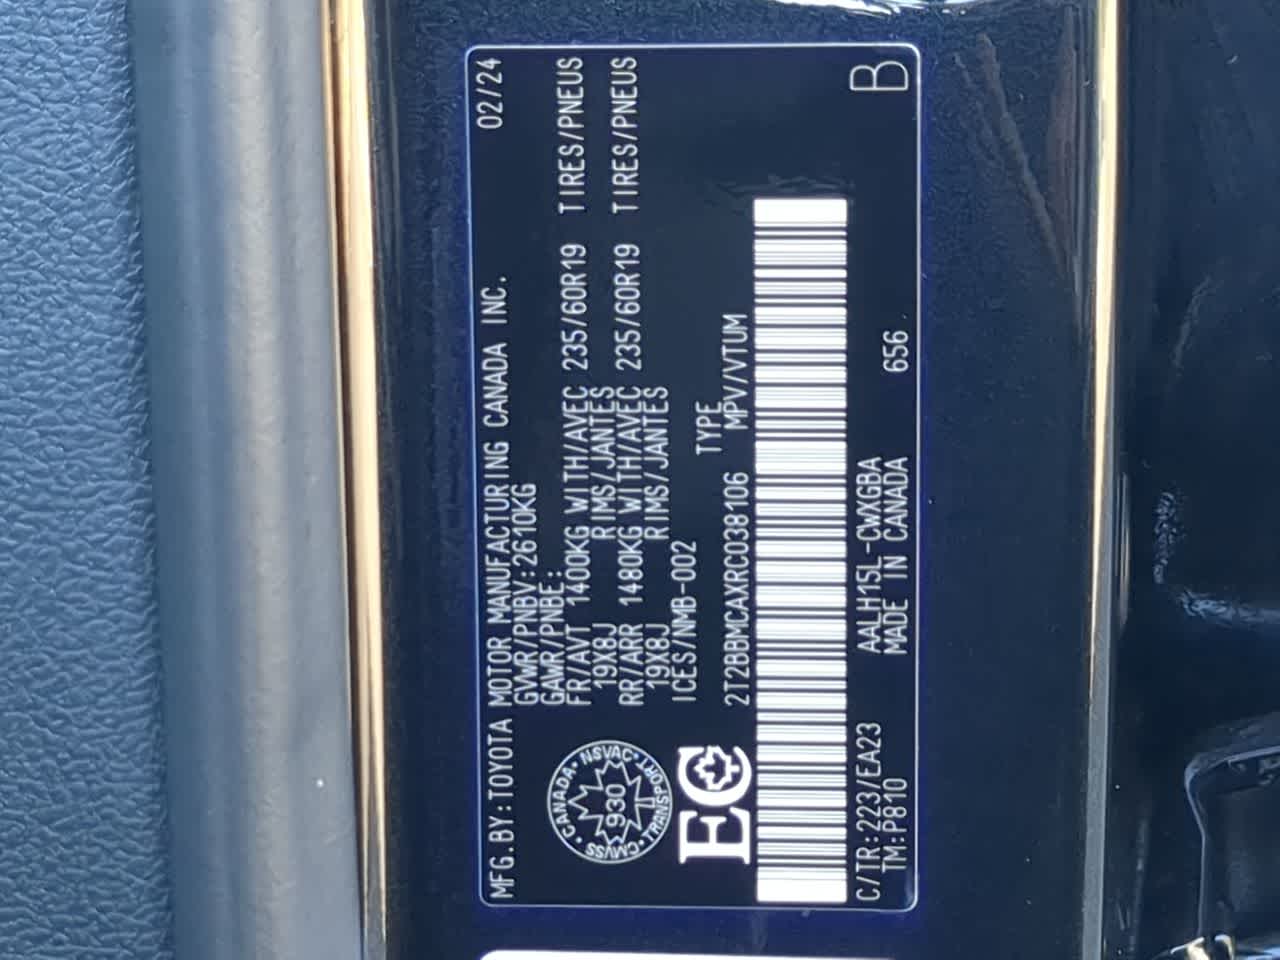 MFG.BY:TOYOTA MOTOR MANUFACTURING CANADA INC. 02/24
GVWR/PNBV:2610KG
GAWR/PNBE:
FR/AVT 1400KG WITH/AVEC 235/60R19 TIRES/PNEUS
19X8J RIMS/JANTES
RR/ARR 1480KG WITH/AVEC 235/60R19 TIRES/PNEUS
19X8J RIMS/JANTES
ICES/NMB-002
CANADA • NSVAC • TRANSPORT • CMVSS •
930
EC
TYPE
2T2BBMCAXRC038106 MPV/VTUM
C/TR:223/EA23 AALH15L-CWXGBA
TM:P810 MADE IN CANADA 656
B